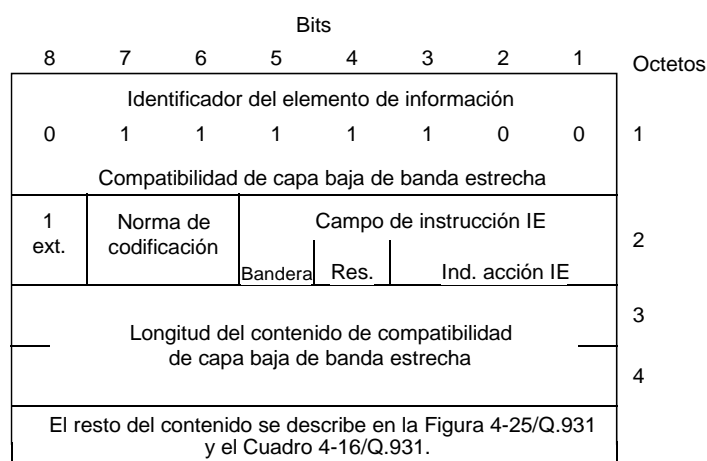 Bits
8 7 6 5 4 3 2 1 Octetos
Identificador del elemento de información
0 1 1 1 1 1 0 0 1
Compatibilidad de capa baja de banda estrecha
1 Norma de Campo de instrucción IE
ext. codificación 2
Bandera Res. Ind. acción IE
3
Longitud del contenido de compatibilidad
de capa baja de banda estrecha
4
El resto del contenido se describe en la Figura 4-25/Q.931
y el Cuadro 4-16/Q.931.